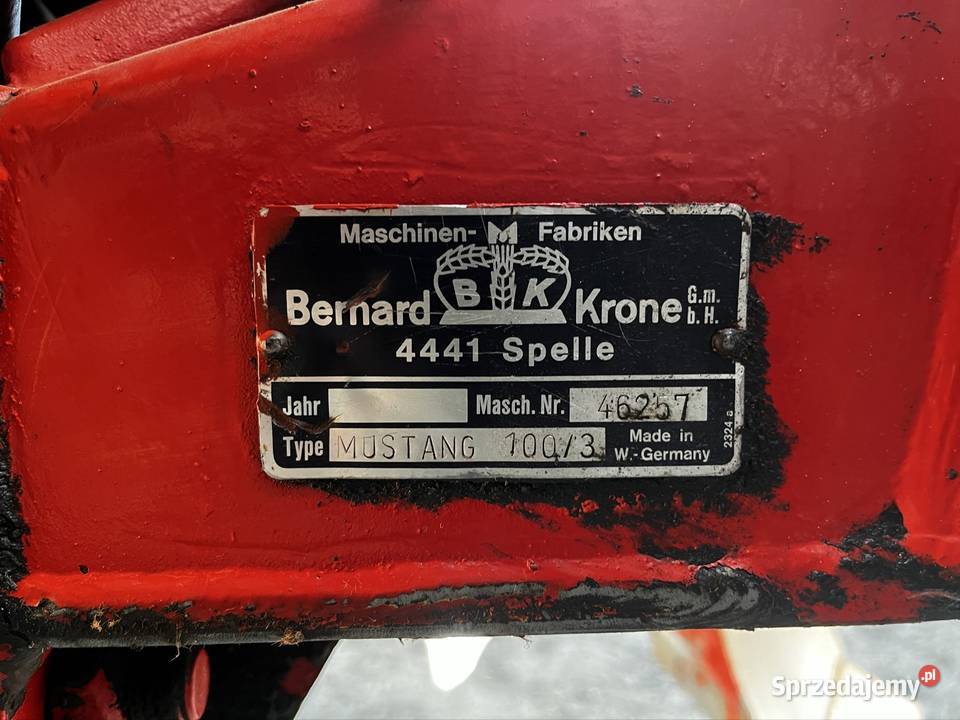 Maschinen- M Fabriken
Bernard BK Krone G.m.b.H.
4441 Spelle
Jahr Masch. Nr. 46257
Type MUSTANG 100/3 Made in W.-Germany
2324 a
Sprzedajemy.pl